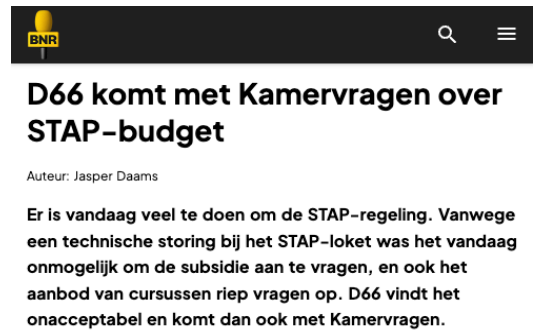 BNR
D66 komt met Kamervragen over
STAP-budget
Auteur: Jasper Daams
Er is vandaag veel te doen om de STAP-regeling. Vanwege
een technische storing bij het STAP-loket was het vandaag
onmogelijk om de subsidie aan te vragen, en ook het
aanbod van cursussen riep vragen op. D66 vindt het
onacceptabel en komt dan ook met Kamervragen.